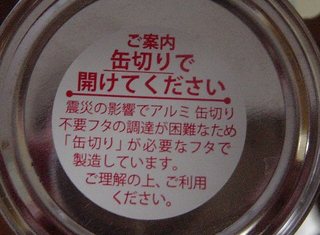 ご案内
缶切りで
開けてください
震災の影響でアルミ缶切り
不要フタの調達が困難なため
「缶切り」が必要なフタで
製造しています。
ご理解の上、ご利用
ください。